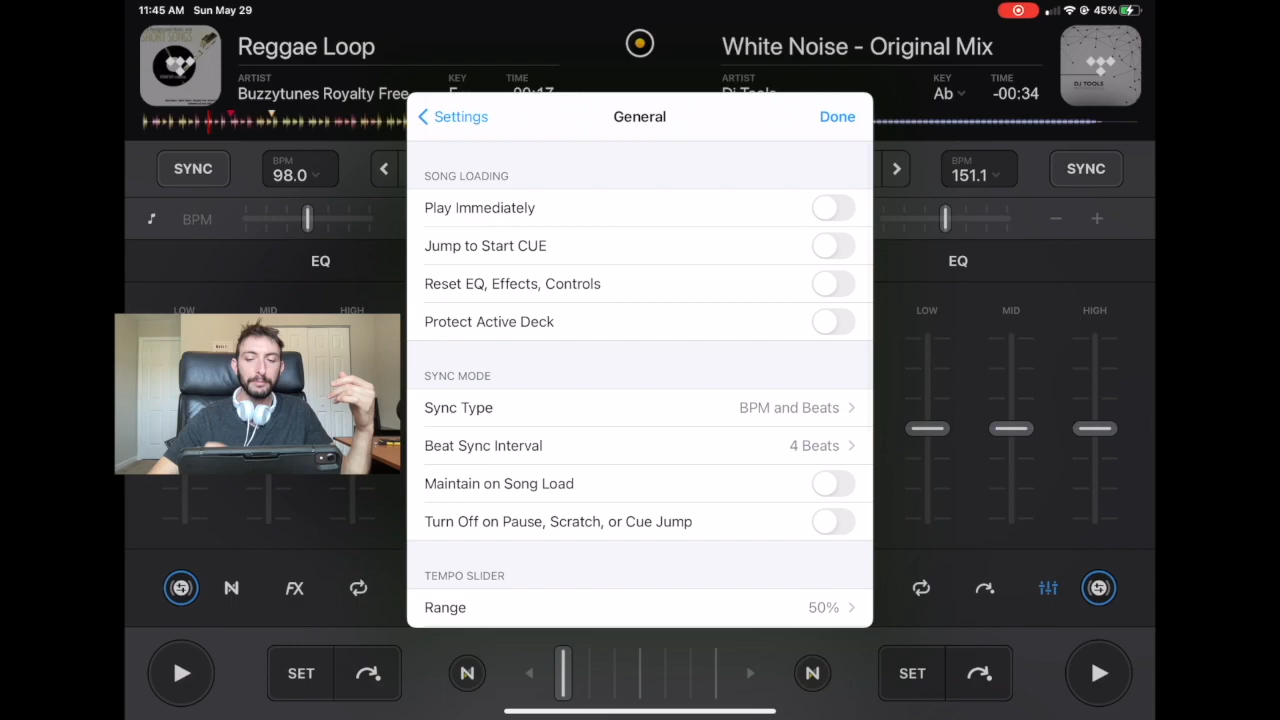 11:45 AM Sun May 29
45%
Reggae Loop
White Noise - Original Mix
ARTIST KEY TIME
ARTIST KEY TIME
Buzzytunes Royalty Free
Ab -00:34
DJ TOOLS
Settings General Done
SYNC
BPM
98.0
BPM
151.1
SYNC
SONG LOADING
Play Immediately
BPM
Jump to Start CUE
EQ
EQ
Reset EQ, Effects, Controls
LOW MID HIGH
LOW MID HIGH
Protect Active Deck
SYNC MODE
Sync Type BPM and Beats
Beat Sync Interval 4 Beats
Maintain on Song Load
Turn Off on Pause, Scratch, or Cue Jump
TEMPO SLIDER
FX
Range 50%
SET
N
N
SET